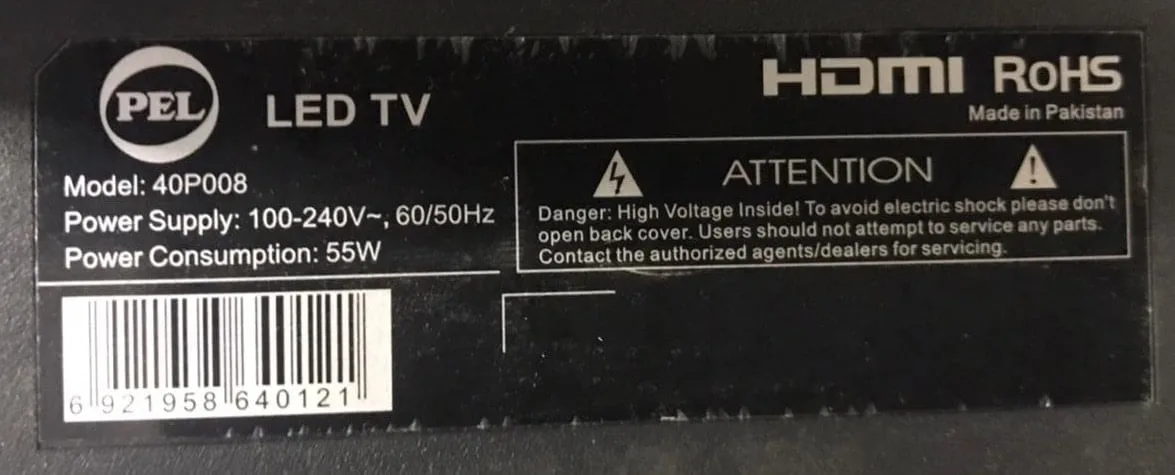 PEL
LED TV
HDMI RoHS
Made in Pakistan
Model: 40P008
Power Supply: 100-240V~, 60/50Hz
Power Consumption: 55W
ATTENTION
Danger: High Voltage Inside! To avoid electric shock please don't
open back cover. Users should not attempt to service any parts.
Contact the authorized agents/dealers for servicing.
6 921958 640121